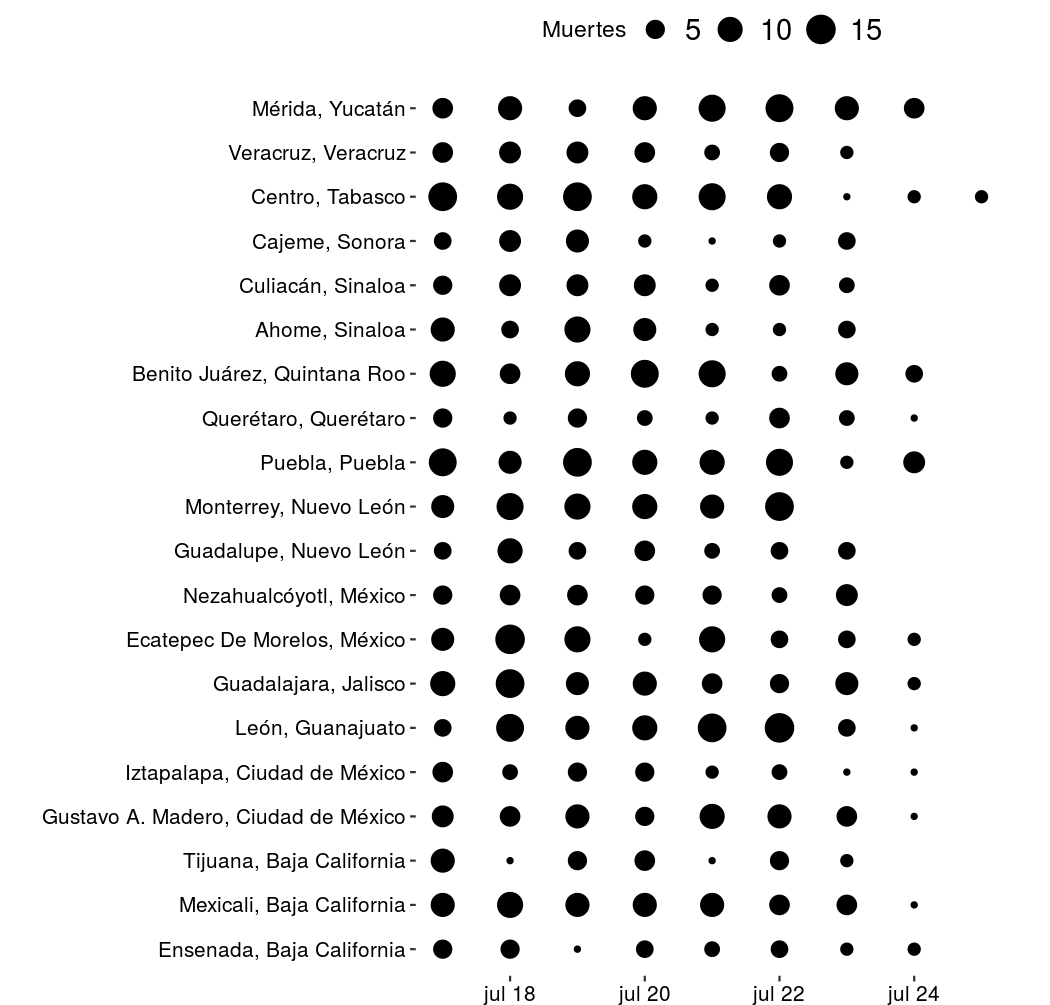 Muertes 5 10 15
Mérida, Yucatán
Veracruz, Veracruz
Centro, Tabasco
Cajeme, Sonora
Culiacán, Sinaloa
Ahome, Sinaloa
Benito Juárez, Quintana Roo
Querétaro, Querétaro
Puebla, Puebla
Monterrey, Nuevo León
Guadalupe, Nuevo León
Nezahualcóyotl, México
Ecatepec De Morelos, México
Guadalajara, Jalisco
León, Guanajuato
Iztapalapa, Ciudad de México
Gustavo A. Madero, Ciudad de México
Tijuana, Baja California
Mexicali, Baja California
Ensenada, Baja California
jul 18 jul 20 jul 22 jul 24